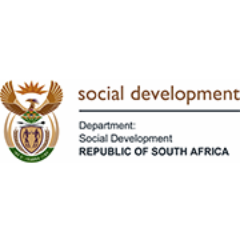 social development
Department:
Social Development
REPUBLIC OF SOUTH AFRICA